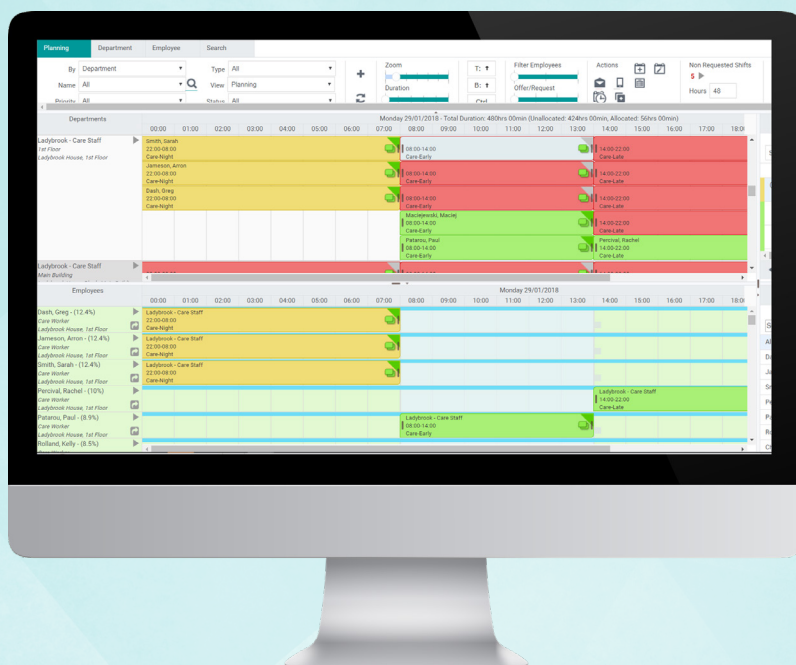 Planning Department Employee Search
By Department Type All Zoom T: Filter Employees Actions Non Requested Shifts
5
Name All View Planning Duration B: Offer/Request Hours 48
Priority All Status All Ctrl
Departments Monday 29/01/2018 - Total Duration: 480hrs 00min (Unallocated: 424hrs 00min, Allocated: 56hrs 00min)
00:00 01:00 02:00 03:00 04:00 05:00 06:00 07:00 08:00 09:00 10:00 11:00 12:00 13:00 14:00 15:00 16:00 17:00 18:00
Ladybrook - Care Staff
1st Floor
Ladybrook House, 1st Floor
Smith, Sarah
22:00-08:00 08:00-14:00 14:00-22:00
Care-Night Care-Early Care-Late
Jameson, Arron
22:00-08:00 08:00-14:00 14:00-22:00
Care-Night Care-Early Care-Late
Dash, Greg
22:00-08:00 08:00-14:00 14:00-22:00
Care-Night Care-Early Care-Late
Maciejewski, Maciej
08:00-14:00 14:00-22:00
Care-Early Care-Late
Patarou, Paul Percival, Rachel
08:00-14:00 14:00-22:00
Care-Early Care-Late
Ladybrook - Care Staff
Main Building
Employees Monday 29/01/2018
00:00 01:00 02:00 03:00 04:00 05:00 06:00 07:00 08:00 09:00 10:00 11:00 12:00 13:00 14:00 15:00 16:00 17:00 18:0
Dash, Greg - (12.4%) Ladybrook - Care Staff
Care Worker 22:00-08:00
Ladybrook House, 1st Floor Care-Night
Jameson, Arron - (12.4%) Ladybrook - Care Staff
Care Worker 22:00-08:00
Ladybrook House, 1st Floor Care-Night
Smith, Sarah - (12.4%) Ladybrook - Care Staff
Care Worker 22:00-08:00
Ladybrook House, 1st Floor Care-Night
Percival, Rachel - (10%) Ladybrook - Care Staff
Care Worker 14:00-22:00
Ladybrook House, 1st Floor Care-Late
Patarou, Paul - (8.9%) Ladybrook - Care Staff
Care Worker 08:00-14:00
Ladybrook House, 1st Floor Care-Early
Rolland, Kelly - (8.5%)